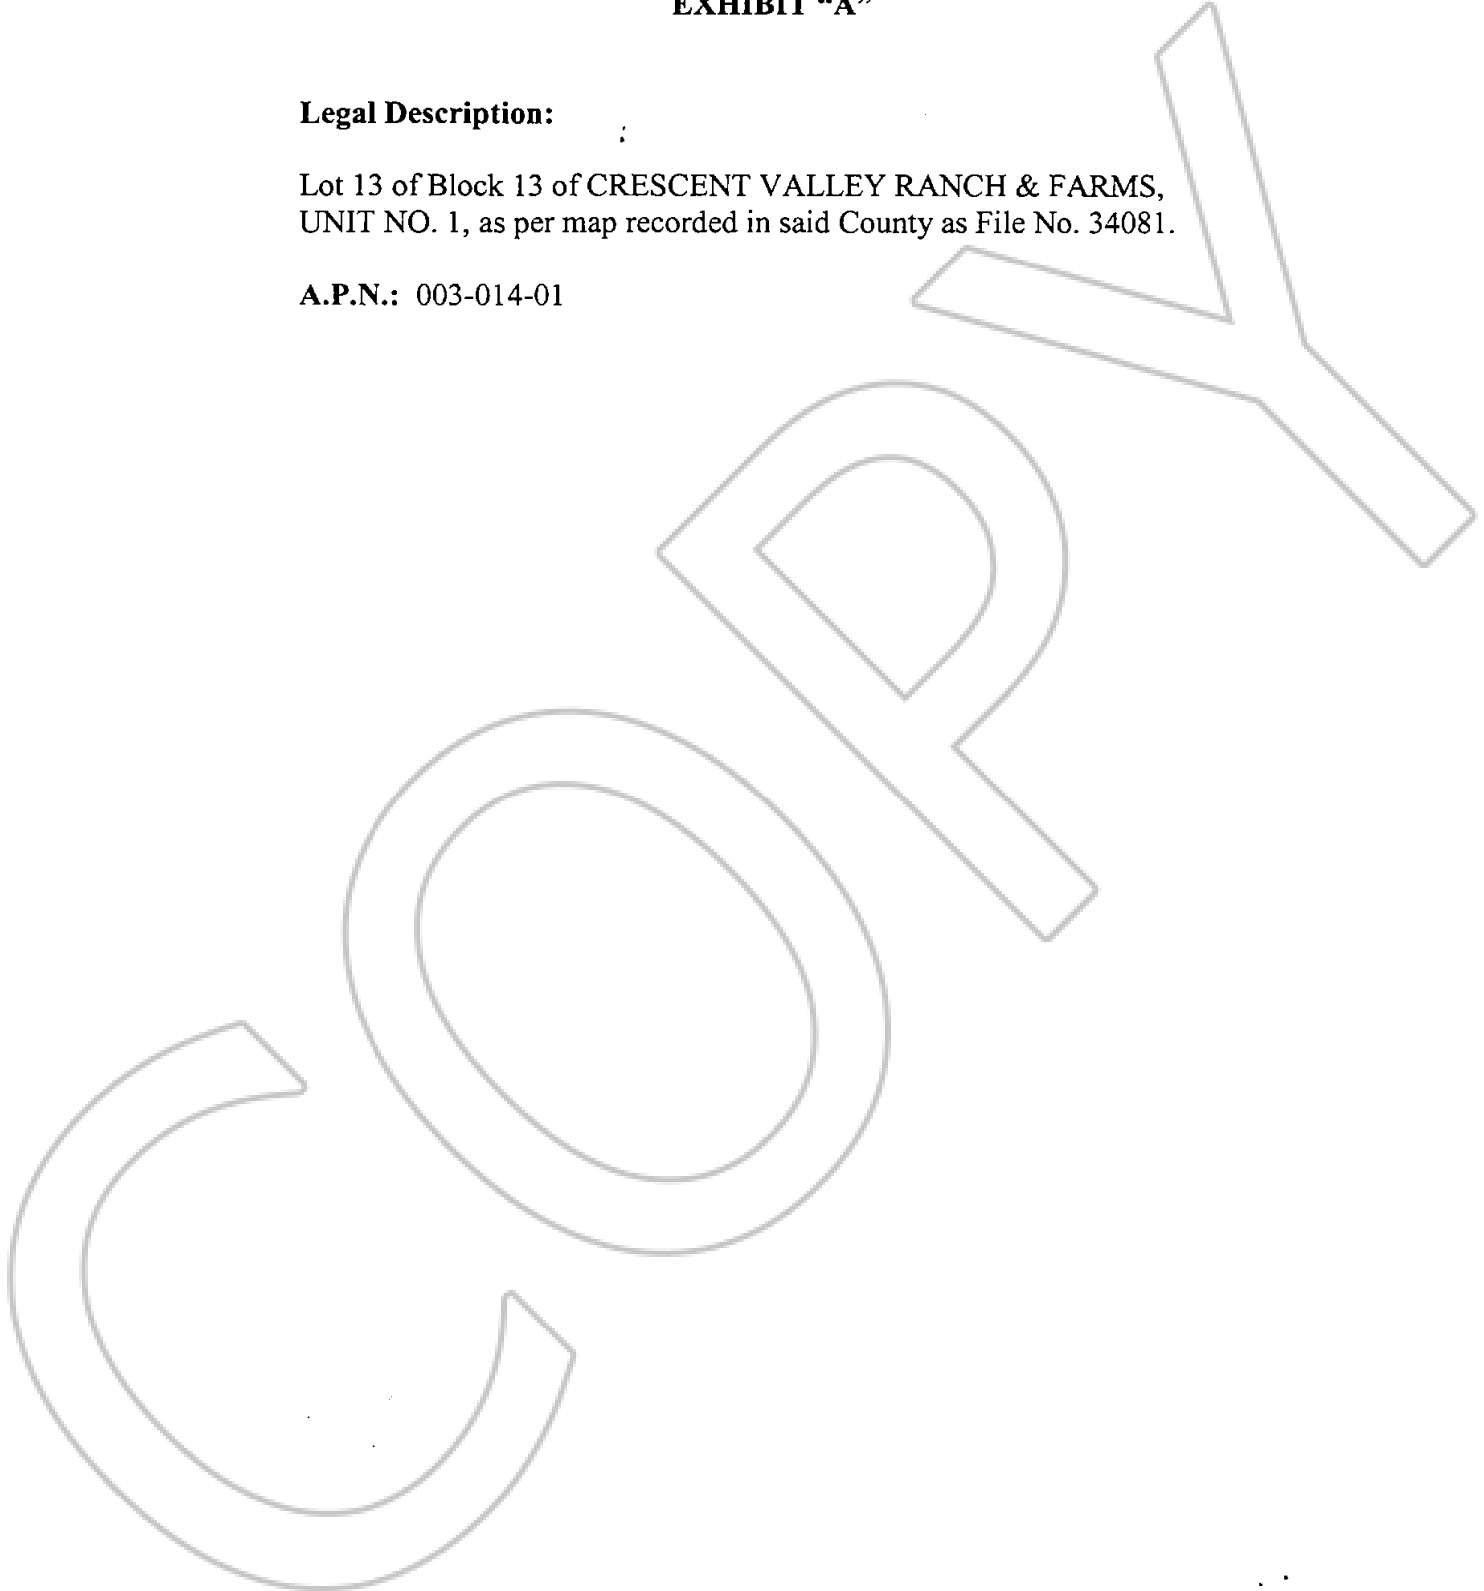 EXHIBIT “A”
Legal Description:
Lot 13 of Block 13 of CRESCENT VALLEY RANCH & FARMS,
UNIT NO. 1, as per map recorded in said County as File No. 34081.
A.P.N.: 003-014-01
COPY